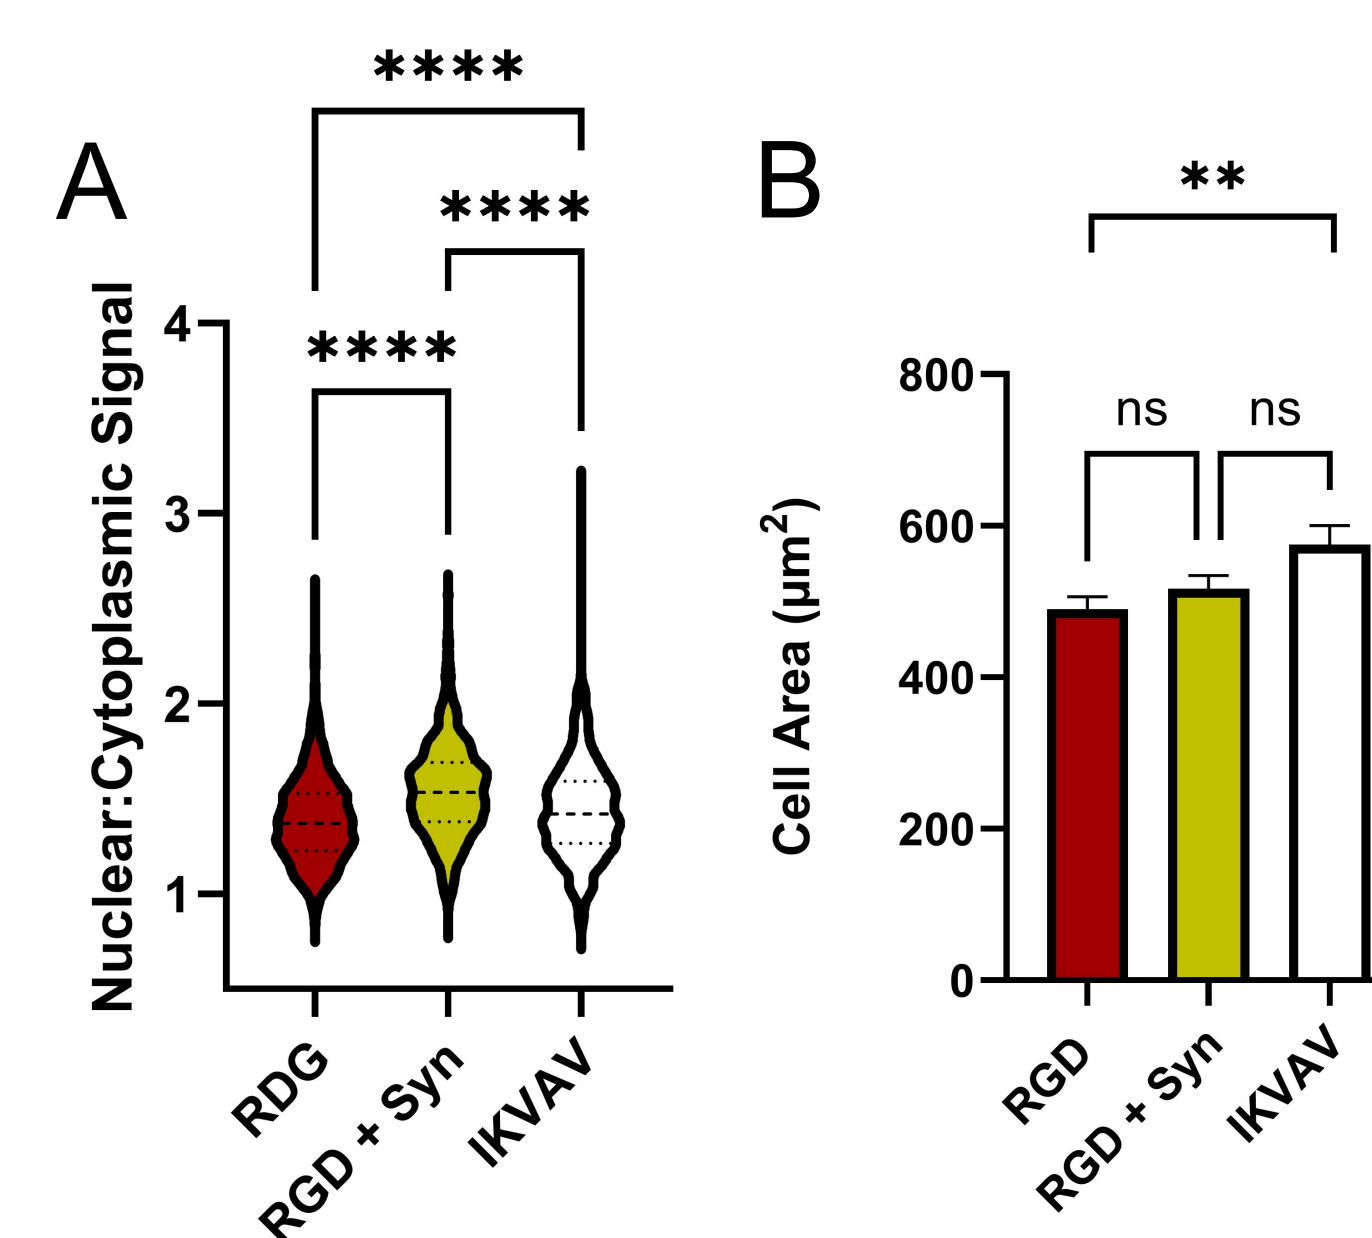 A
****
****
****
Nuclear:Cytoplasmic Signal
4
3
2
1
RDG
RGD + Syn
IKVAV
B
**
ns
ns
Cell Area (µm²)
800
600
400
200
0
RGD
RGD + Syn
IKVAV